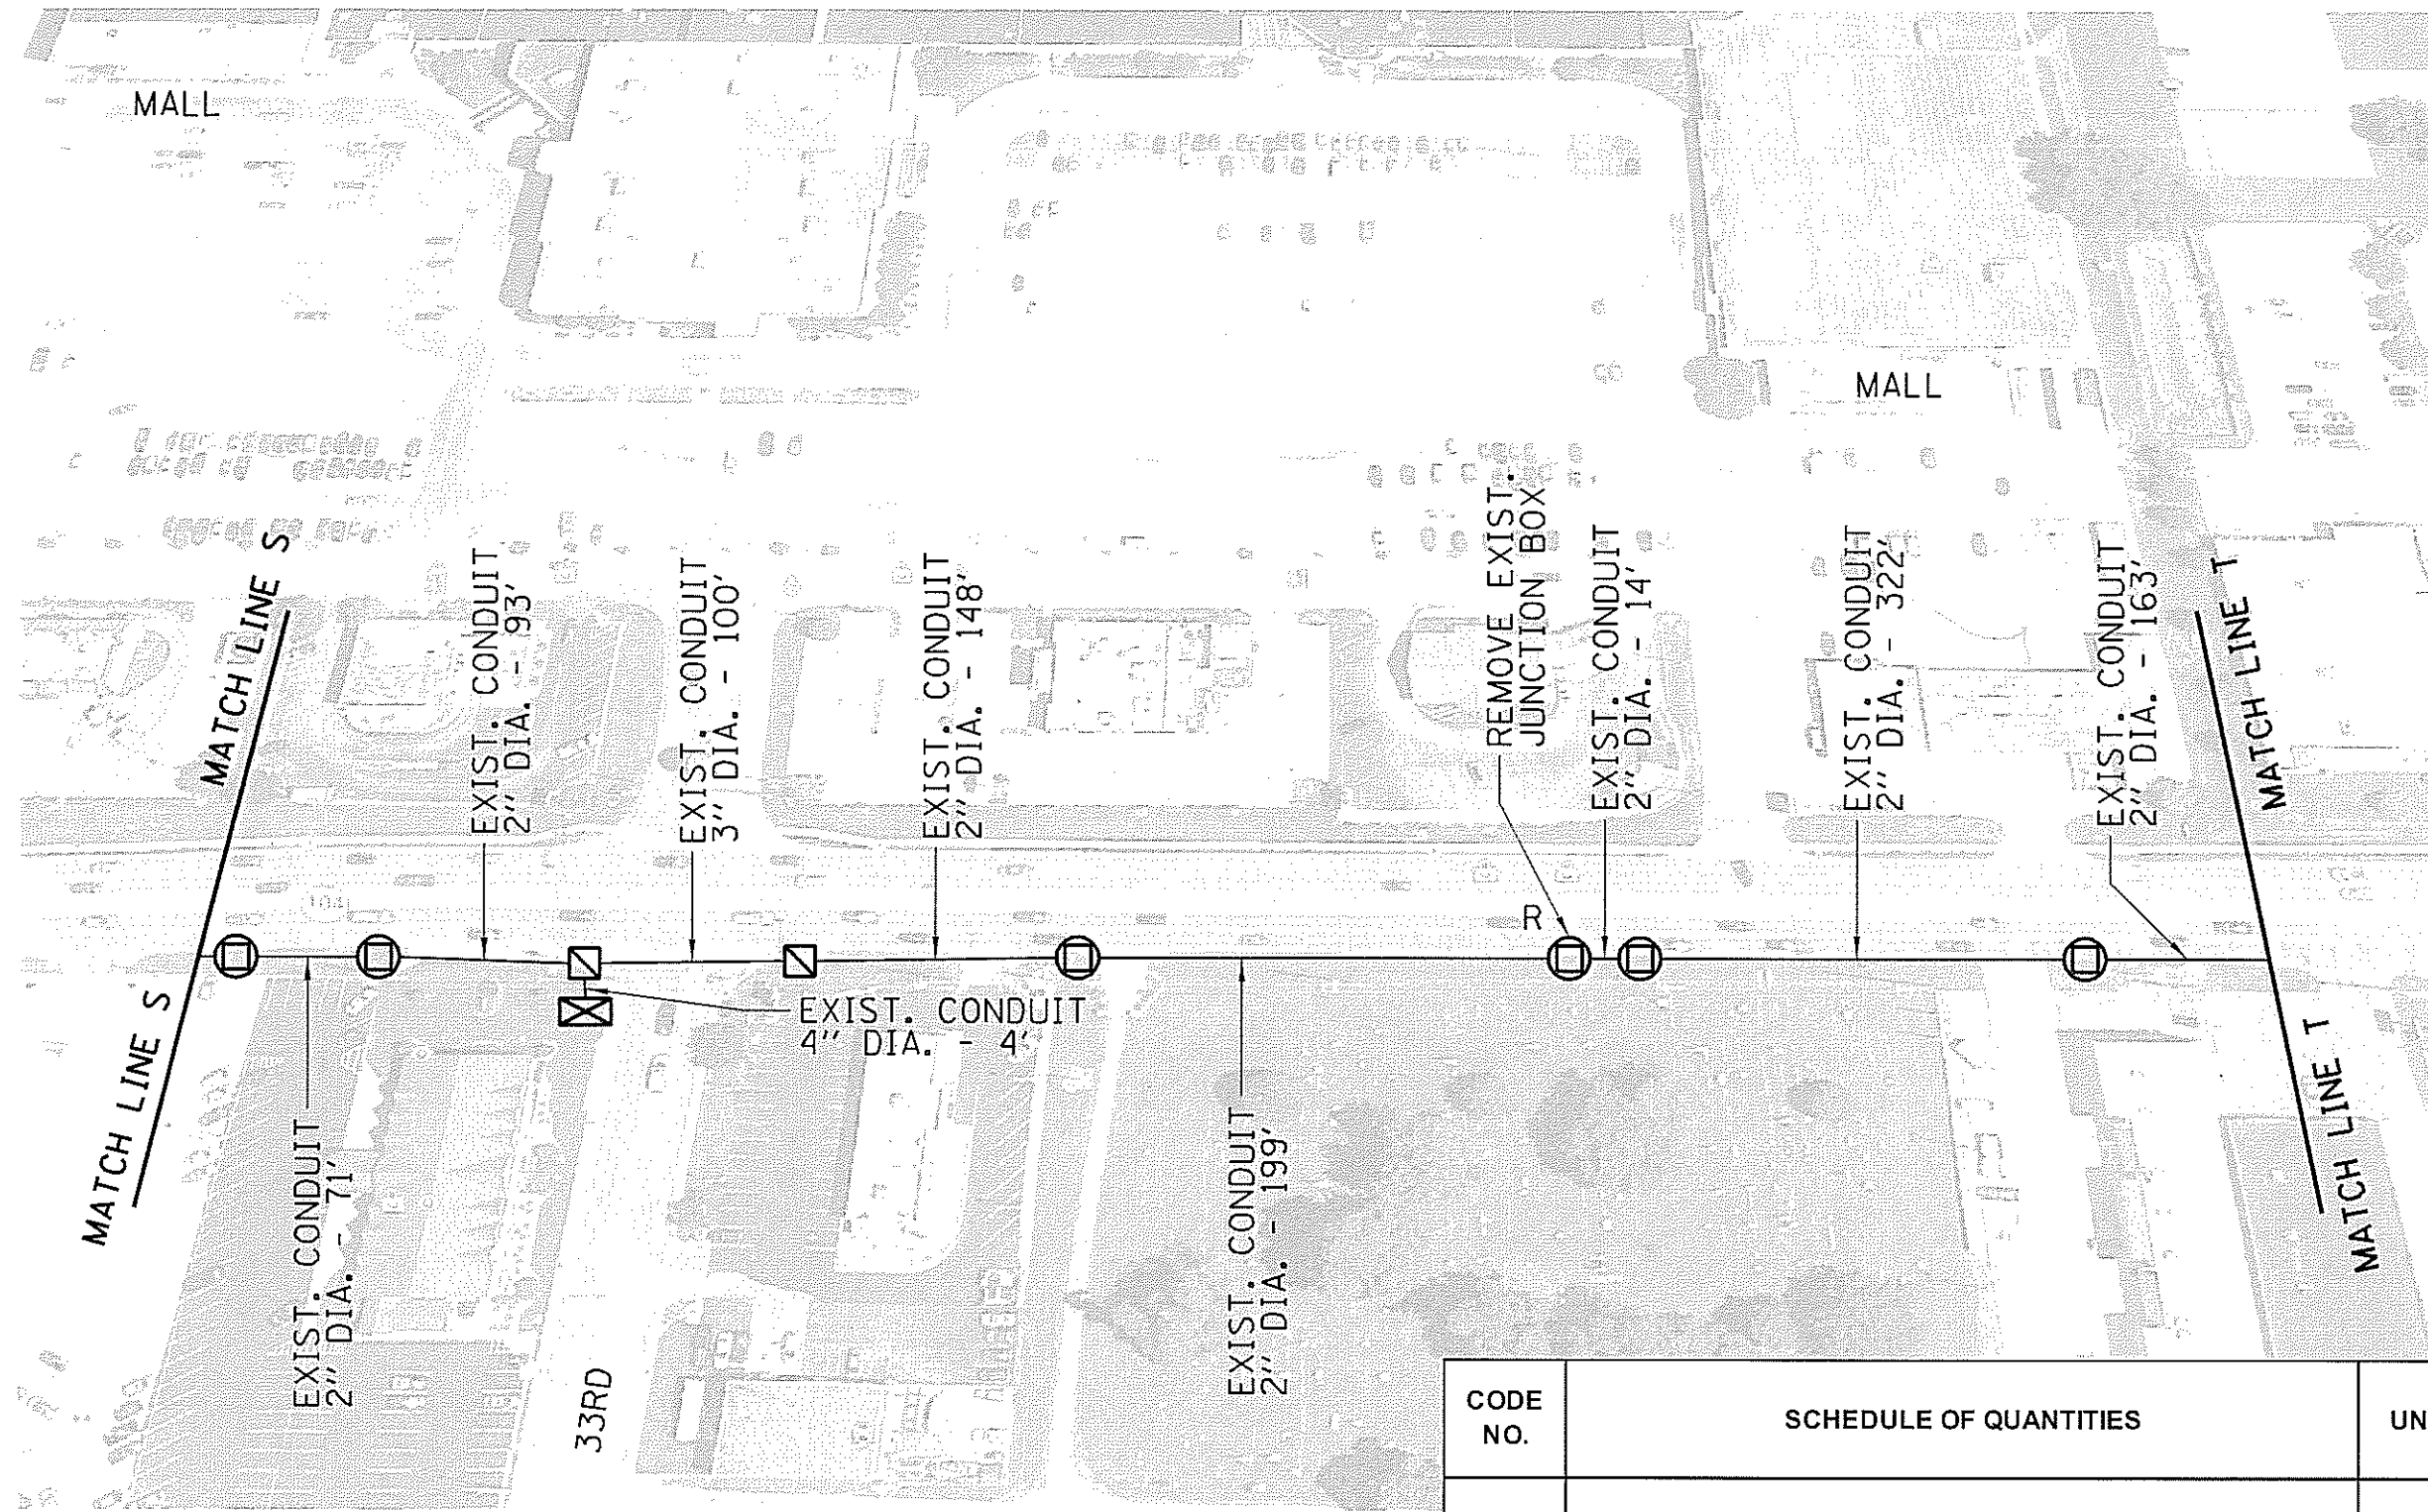 MALL
MALL
MATCH LINE S
MATCH LINE S
EXIST. CONDUIT
2" DIA. - 93'
EXIST. CONDUIT
3" DIA. - 100'
EXIST. CONDUIT
2" DIA. - 148'
REMOVE EXIST.
JUNCTION BOX
EXIST. CONDUIT
2" DIA. - 14'
EXIST. CONDUIT
2" DIA. - 322'
EXIST. CONDUIT
2" DIA. - 163'
MATCH LINE T
MATCH LINE T
R
EXIST. CONDUIT
4" DIA. - 4'
EXIST. CONDUIT
2" DIA. - 71'
EXIST. CONDUIT
2" DIA. - 199'
33RD
CODE
NO.
SCHEDULE OF QUANTITIES
UN